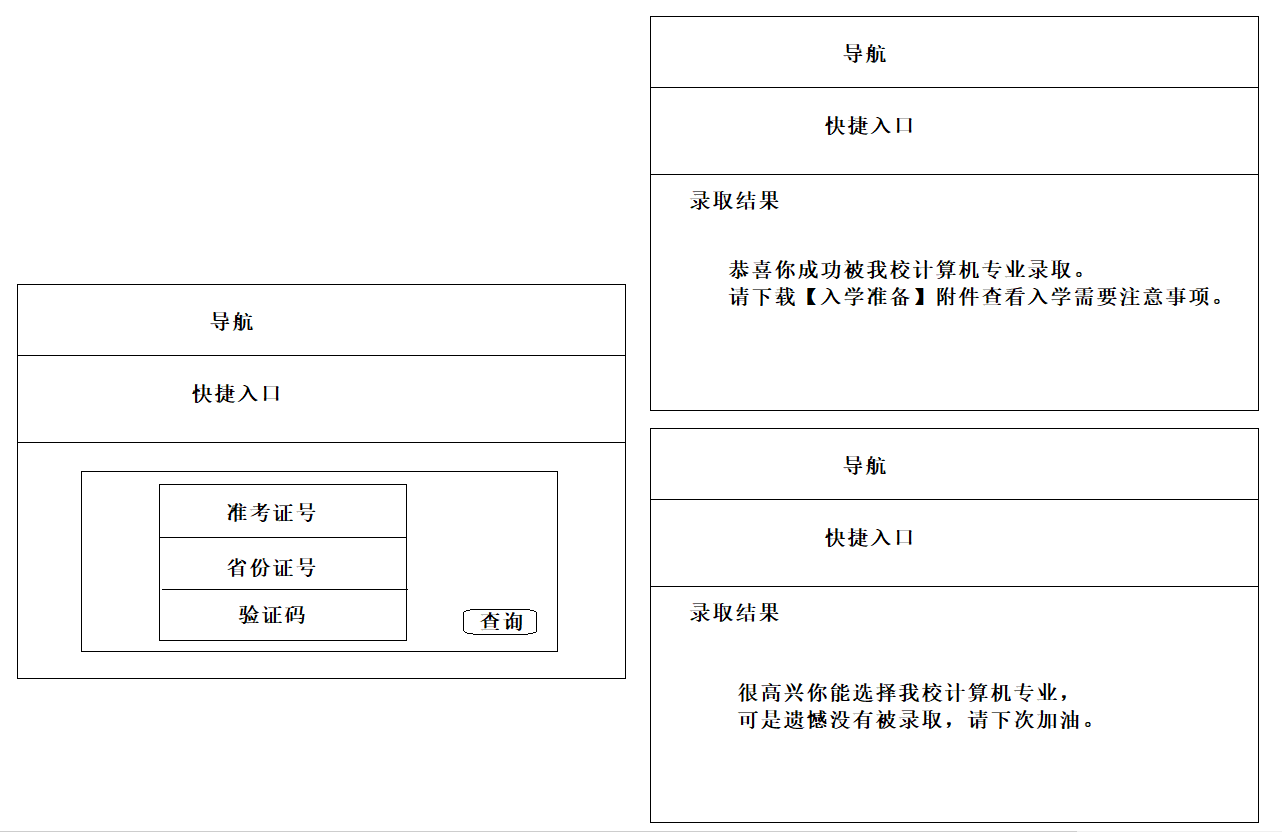 导航
快捷入口
准考证号
省份证号
验证码
查询
导航
快捷入口
录取结果
恭喜你成功被我校计算机专业录取。
请下载【入学准备】附件查看入学需要注意事项。
导航
快捷入口
录取结果
很高兴你能选择我校计算机专业，
可是遗憾没有被录取，请下次加油。